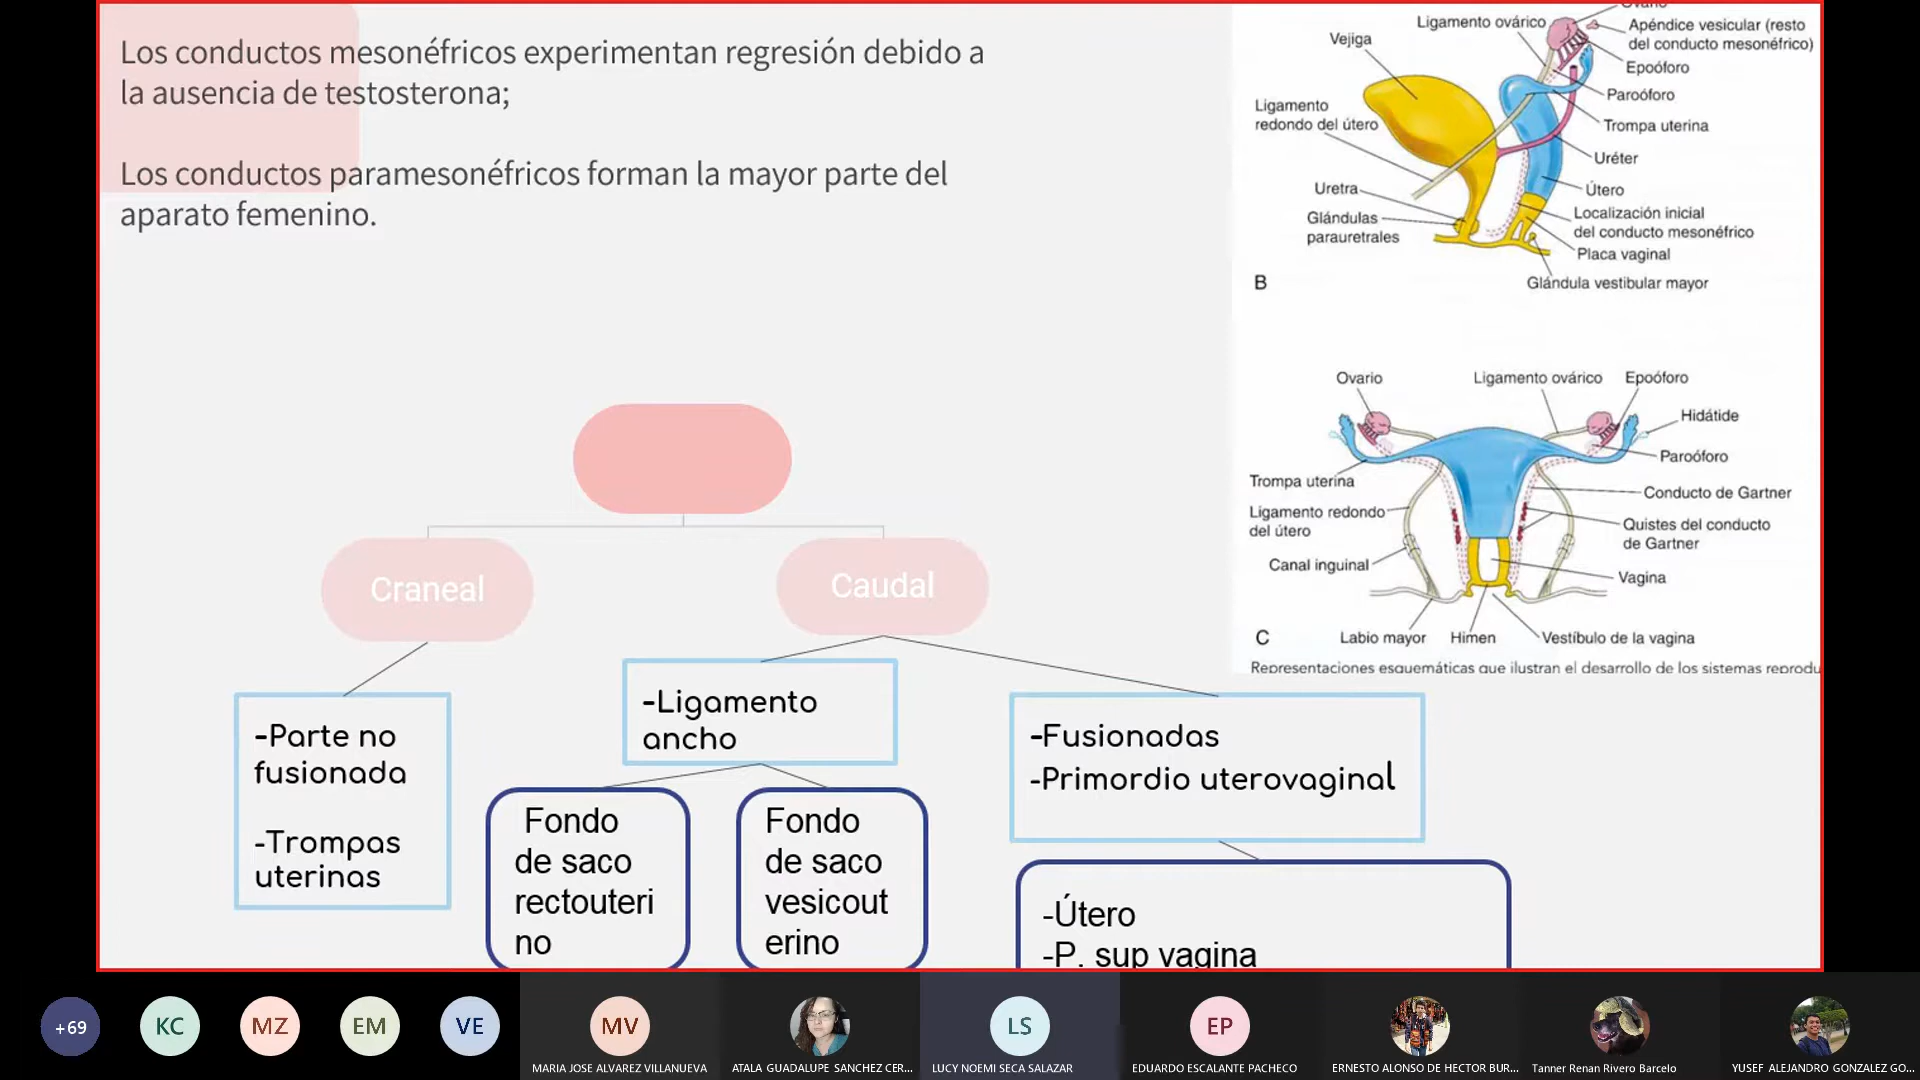 Los conductos mesonéfricos experimentan regresión debido a
la ausencia de testosterona;
Los conductos paramesonéfricos forman la mayor parte del
aparato femenino.
Craneal
Caudal
-Parte no
fusionada
-Trompas
uterinas
-Ligamento
ancho
Fondo
de saco
rectouteri
no
Fondo
de saco
vesicout
erino
-Fusionadas
-Primordio uterovaginal
-Útero
-P. sup vagina
Ovario
Ligamento ovárico
Apéndice vesicular (resto
del conducto mesonéfrico)
Vejiga
Epoóforo
Paroóforo
Ligamento
redondo del útero
Trompa uterina
Uréter
Uretra
Útero
Glándulas
parauretrales
Localización inicial
del conducto mesonéfrico
Placa vaginal
B
Glándula vestibular mayor
Ovario
Ligamento ovárico
Epoóforo
Hidátide
Paroóforo
Trompa uterina
Conducto de Gartner
Ligamento redondo
del útero
Quistes del conducto
de Gartner
Canal inguinal
Vagina
C
Labio mayor
Himen
Vestíbulo de la vagina
Representaciones esquemáticas que ilustran el desarrollo de los sistemas reprodu
+69
KC
MZ
EM
VE
MV
LS
EP
MARIA JOSE ALVAREZ VILLANUEVA
ATALA GUADALUPE SANCHEZ CER...
LUCY NOEMI SECA SALAZAR
EDUARDO ESCALANTE PACHECO
ERNESTO ALONSO DE HECTOR BUR...
Tanner Renan Rivero Barcelo
YUSEF ALEJANDRO GONZALEZ GO...